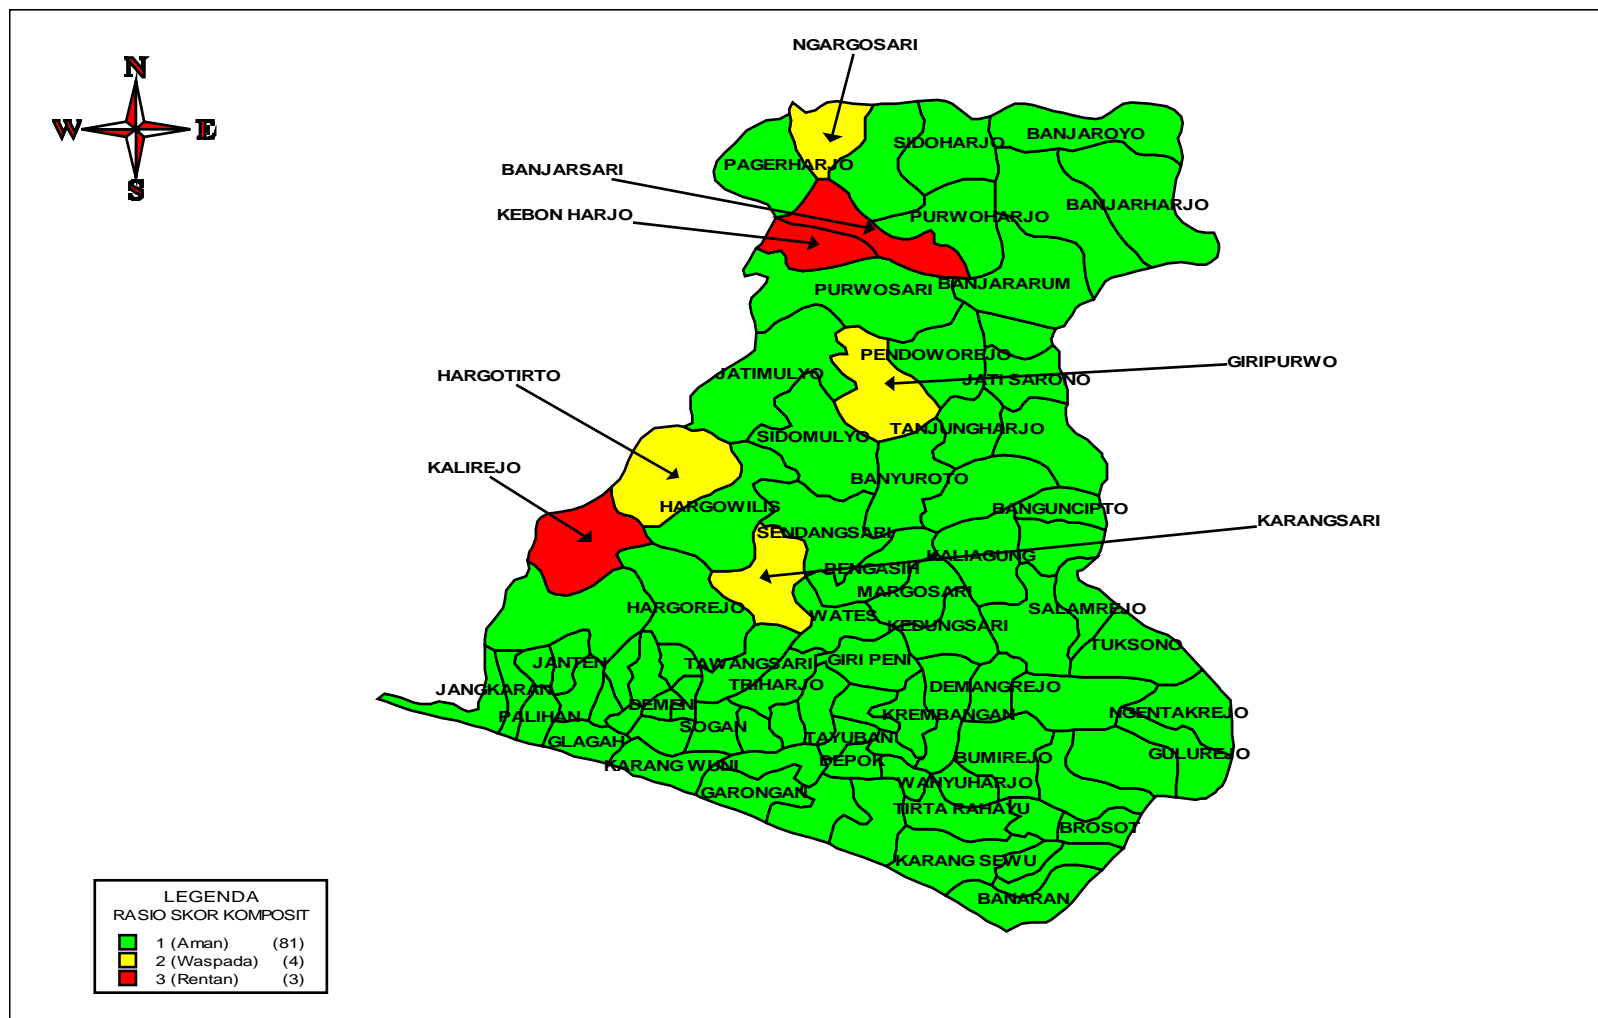 NGARGOSARI
N
W
E
S
BANJAROYO
SIDOHARJO
PAGERHARJO
BANJARSARI
BANJARHARJO
KEBON HARJO
PURWOHARJO
PURWOSARI
BANJARARUM
PENDOWOREJO
GIRIPURWO
HARGOTIRTO
JATIMULYO
JATI SARONO
TANJUNGHARJO
SIDOMULYO
KALIREJO
BANYUROTO
HARGOWILIS
BANGUNCIPTO
KARANGSARI
SENDANGSARI
KALIAGUNG
PENGASIH
MARGOSARI
HARGOREJO
WATES
SALAMREJO
KEDUNGSARI
TUKSONO
JANTEN
TAWANGSARI
GIRI PENI
TRIHARJO
DEMANGREJO
JANGKARAN
PALIHAN
DEMEN
KREMBANGAN
NGENTAKREJO
SOGAN
GLAGAH
TAYUBAN
BUMIREJO
GULUREJO
KARANG WUNI
DEPOK
WAHYUHARJO
GARONGAN
TIRTA RAHAYU
BROSOT
KARANG SEWU
BANARAN
LEGENDA
RASIO SKOR KOMPOSIT
1 (Aman) (81)
2 (Waspada) (4)
3 (Rentan) (3)